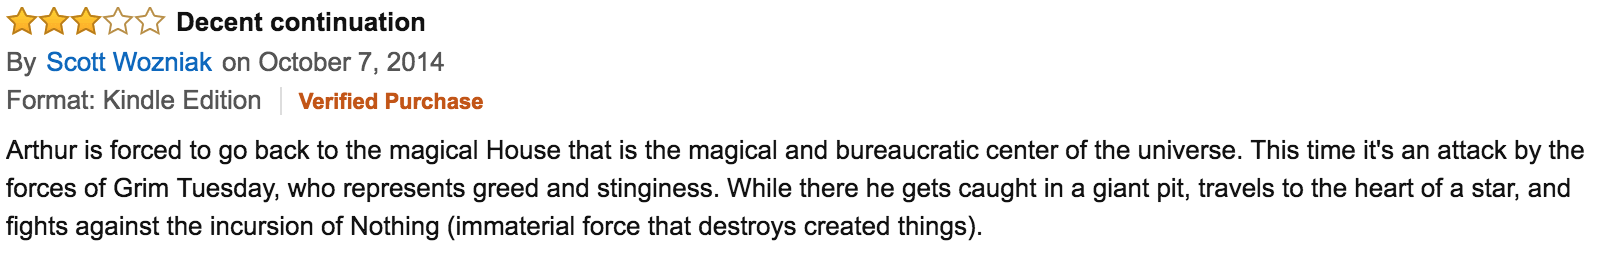 Decent continuation
By Scott Wozniak on October 7, 2014
Format: Kindle Edition Verified Purchase
Arthur is forced to go back to the magical House that is the magical and bureaucratic center of the universe. This time it's an attack by the
forces of Grim Tuesday, who represents greed and stinginess. While there he gets caught in a giant pit, travels to the heart of a star, and
fights against the incursion of Nothing (immaterial force that destroys created things).